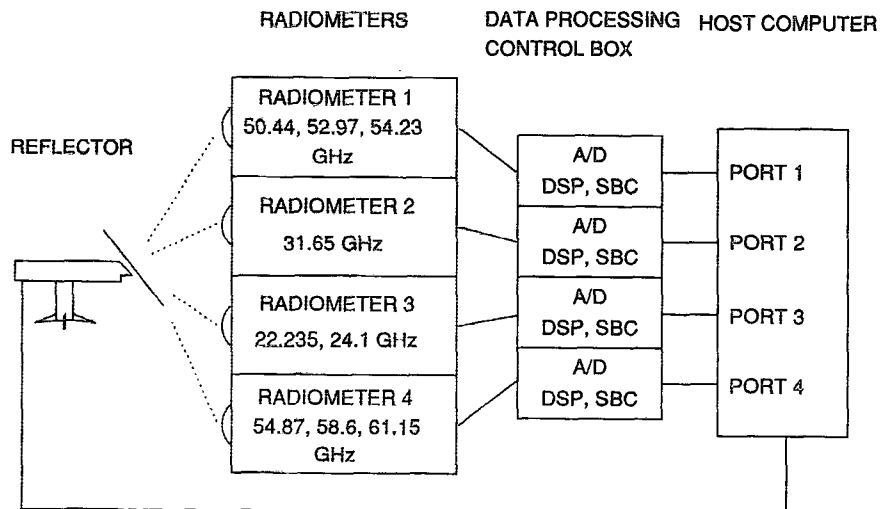 RADIOMETERS
DATA PROCESSING
CONTROL BOX
HOST COMPUTER
REFLECTOR
RADIOMETER 1
50.44, 52.97, 54.23
GHz
RADIOMETER 2
31.65 GHz
RADIOMETER 3
22.235, 24.1 GHz
RADIOMETER 4
54.87, 58.6, 61.15
GHz
A/D
DSP, SBC
A/D
DSP, SBC
A/D
DSP, SBC
A/D
DSP, SBC
PORT 1
PORT 2
PORT 3
PORT 4